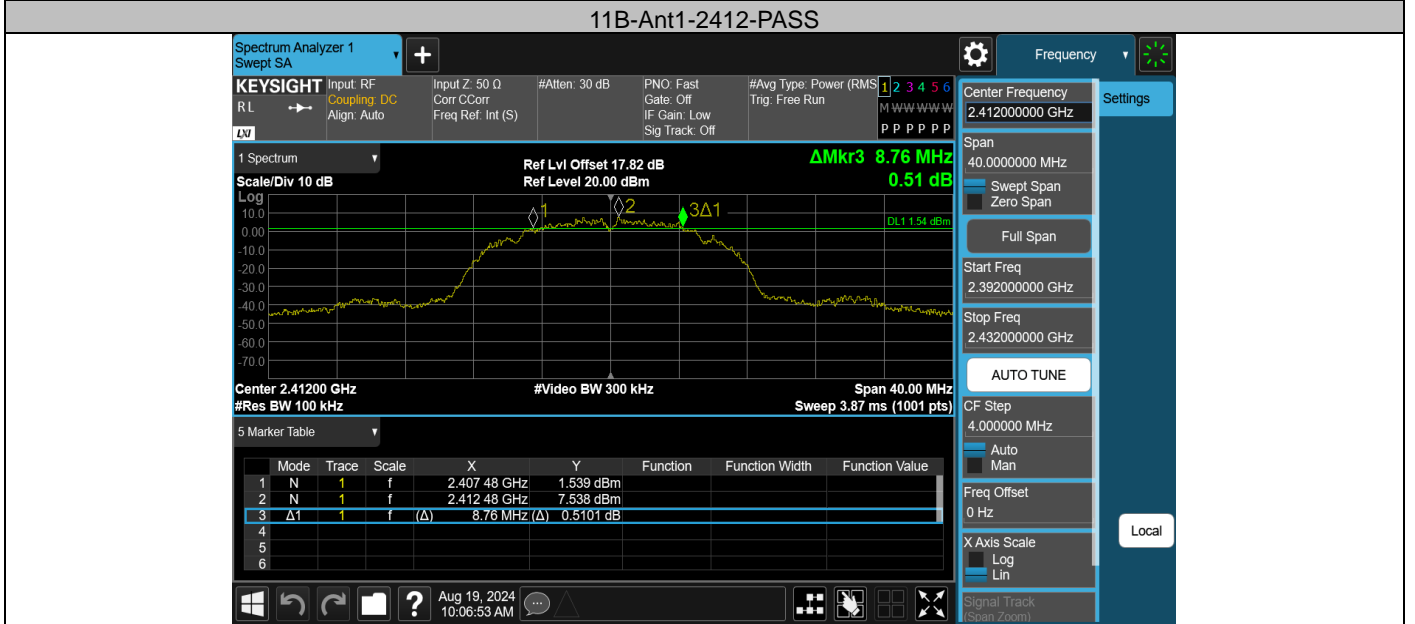 11B-Ant1-2412-PASS
Spectrum Analyzer 1
Swept SA
+
Frequency
KEYSIGHT
R L
LXI
Input: RF
Coupling: DC
Align: Auto
Input Z: 50 Ω
Corr CCorr
Freq Ref: Int (S)
#Atten: 30 dB
PNO: Fast
Gate: Off
IF Gain: Low
Sig Track: Off
#Avg Type: Power (RMS
Trig: Free Run
1 2 3 4 5 6
M W W W W W
P P P P P P
1 Spectrum
Scale/Div 10 dB
Ref Lvl Offset 17.82 dB
Ref Level 20.00 dBm
ΔMkr3 8.76 MHz
0.51 dB
Log
10.0
0.00
-10.0
-20.0
-30.0
-40.0
-50.0
-60.0
-70.0
1
2
3Δ1
DL1 1.54 dBm
Center 2.41200 GHz
#Res BW 100 kHz
#Video BW 300 kHz
Span 40.00 MHz
Sweep 3.87 ms (1001 pts)
5 Marker Table
Mode Trace Scale X Y Function Function Width Function Value
1 N 1 f 2.407 48 GHz 1.539 dBm
2 N 1 f 2.412 48 GHz 7.538 dBm
3 Δ1 1 f (Δ) 8.76 MHz (Δ) 0.5101 dB
4
5
6
?
Aug 19, 2024
10:06:53 AM
Center Frequency
2.412000000 GHz
Settings
Span
40.0000000 MHz
Swept Span
Zero Span
Full Span
Start Freq
2.392000000 GHz
Stop Freq
2.432000000 GHz
AUTO TUNE
CF Step
4.000000 MHz
Auto
Man
Freq Offset
0 Hz
X Axis Scale
Log
Lin
Local
Signal Track
(Span Zoom)